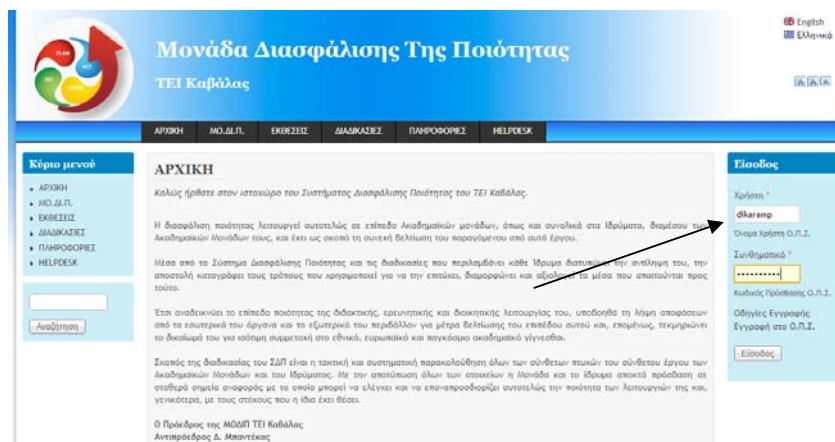 English
Ελληνικά
Μονάδα Διασφάλισης Της Ποιότητας
ΤΕΙ Καβάλας
A A A
ΑΡΧΙΚΗ ΜΟ.ΔΙ.Π. ΕΚΘΕΣΕΙΣ ΔΙΑΔΙΚΑΣΙΕΣ ΠΛΗΡΟΦΟΡΙΕΣ HELPDESK
Κύριο μενού
ΑΡΧΙΚΗ
ΜΟ.ΔΙ.Π.
ΕΚΘΕΣΕΙΣ
ΔΙΑΔΙΚΑΣΙΕΣ
ΠΛΗΡΟΦΟΡΙΕΣ
HELPDESK
Αναζήτηση
ΑΡΧΙΚΗ
Καλώς ήρθατε στον ιστοχώρο του Συστήματος Διασφάλισης Ποιότητας του ΤΕΙ Καβάλας.
Η διασφάλιση ποιότητας λειτουργεί αυτοτελώς σε επίπεδο Ακαδημαϊκών μονάδων, όπως και συνολικά στα Ιδρύματα, διαμέσου των
Ακαδημαϊκών Μονάδων τους, και έχει ως σκοπό τη συνεχή βελτίωση του παραγόμενου από αυτά έργου.
Μέσα από το Σύστημα Διασφάλισης Ποιότητας και τις διαδικασίες που περιλαμβάνει κάθε Ίδρυμα διατυπώνει την αντίληψη του, την
αποστολή καταγράφει τους τρόπους που χρησιμοποιεί για να την επιτύχει, διαμορφώνει και αξιολογεί τα μέσα που απαιτούνται προς
τούτο.
Έτσι αναδεικνύει το επίπεδο ποιότητας της διδακτικής, ερευνητικής και διοικητικής λειτουργίας του, υποβοηθά τη λήψη αποφάσεων
από τα εσωτερικά του όργανα και το εξωτερικό του περιβάλλον για μέτρα βελτίωσης του επιπέδου αυτού και, επομένως, τεκμηριώνει
το δικαίωμά του για ισότιμη συμμετοχή στο εθνικό, ευρωπαϊκό και παγκόσμιο ακαδημαϊκό γίγνεσθαι.
Σκοπός της διαδικασίας του ΣΔΠ είναι η τακτική και συστηματική παρακολούθηση όλων των σύνθετων πτυχών του σύνθετου έργου των
Ακαδημαϊκών Μονάδων και του Ιδρύματος. Με την αποτύπωση όλων των στοιχείων η Μονάδα και το ίδρυμα αποκτά πρόσβαση σε
σταθερά σημεία αναφοράς με τα οποία μπορεί να ελέγχει και να επαναπροσδιορίζει αυτοτελώς την ποιότητα των λειτουργιών της και,
γενικότερα, με τους στόχους που η ίδια έχει θέσει.
Ο Πρόεδρος της ΜΟΔΙΠ ΤΕΙ Καβάλας
Αντιπρόεδρος Δ. Μπαντέκας
Είσοδος
Χρήστη *
dkaramp
Όνομα Χρήστη Ο.Π.Σ.
Συνθηματικό *
Κωδικός Πρόσβασης Ο.Π.Σ.
Οδηγίες Εγγραφής
Εγγραφή στο Ο.Π.Σ.
Είσοδος